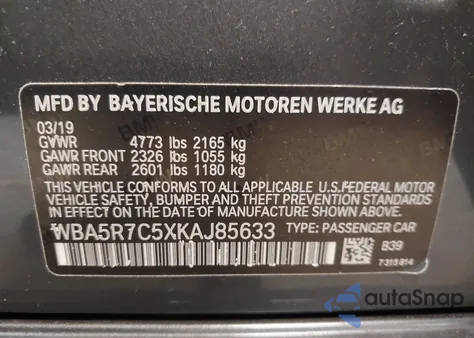 MFD BY BAYERISCHE MOTOREN WERKE AG
03/19
GVWR 4773 lbs 2165 kg
GAWR FRONT 2326 lbs 1055 kg
GAWR REAR 2601 lbs 1180 kg
THIS VEHICLE CONFORMS TO ALL APPLICABLE U.S.FEDERAL MOTOR
VEHICLE SAFETY, BUMPER AND THEFT PREVENTION STANDARDS
IN EFFECT ON THE DATE OF MANUFACTURE SHOWN ABOVE.
WBA5R7C5XKAJ85633 TYPE: PASSENGER CAR
B39
autoSnap